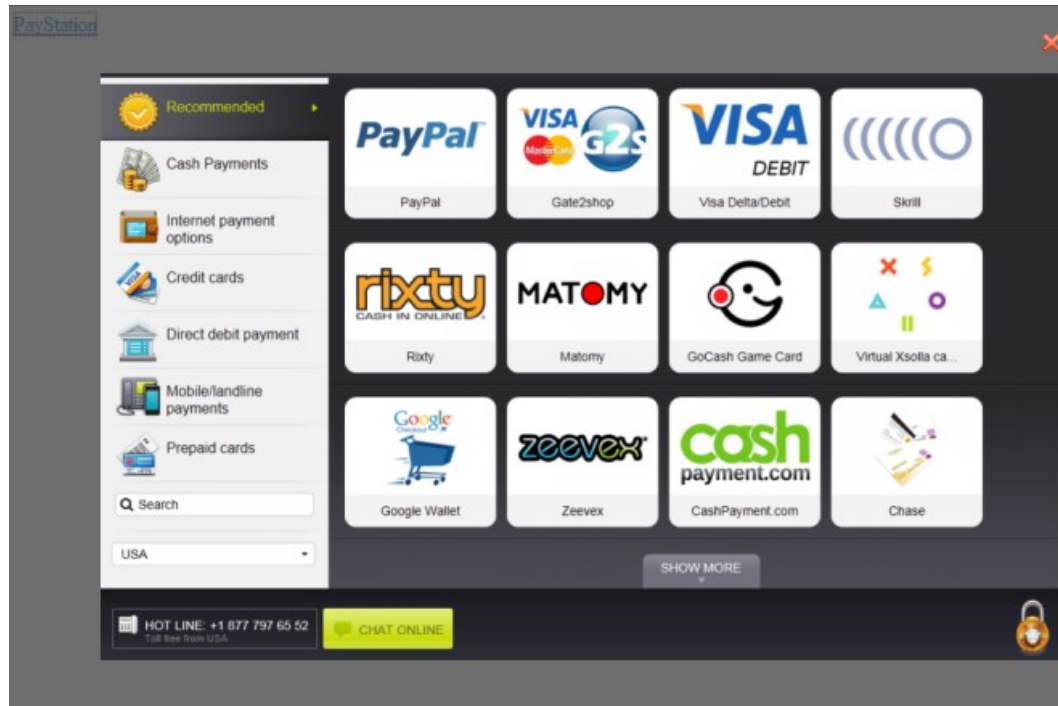 PayStation
Recommended
Cash Payments
Internet payment
options
Credit cards
Direct debit payment
Mobile/landline
payments
Prepaid cards
Search
USA
PayPal
PayPal
VISA
MasterCard
G2S
Gate2shop
VISA
DEBIT
Visa Delta/Debit
Skrill
rixty
CASH IN ONLINE
Rixty
MATOMY
Matomy
GoCash Game Card
Virtual Xsolla ca...
Google
Checkout
Google Wallet
zeevex
Zeevex
cash
payment.com
CashPayment.com
Chase
SHOW MORE
HOT LINE: +1 877 797 65 52
Toll free from USA
CHAT ONLINE